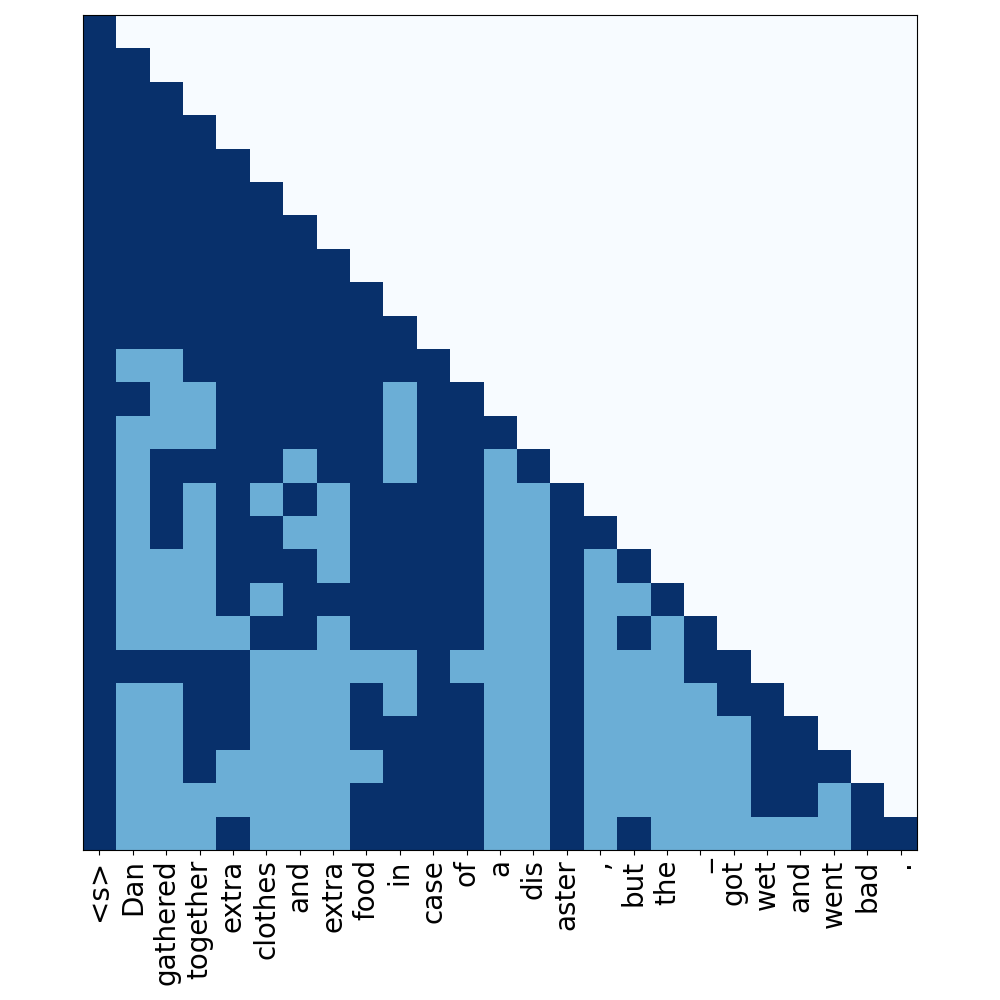 <s>
Dan
gathered
together
extra
clothes
and
extra
food
in
case
of
a
dis
aster
,
but
the
_
got
wet
and
went
bad
.